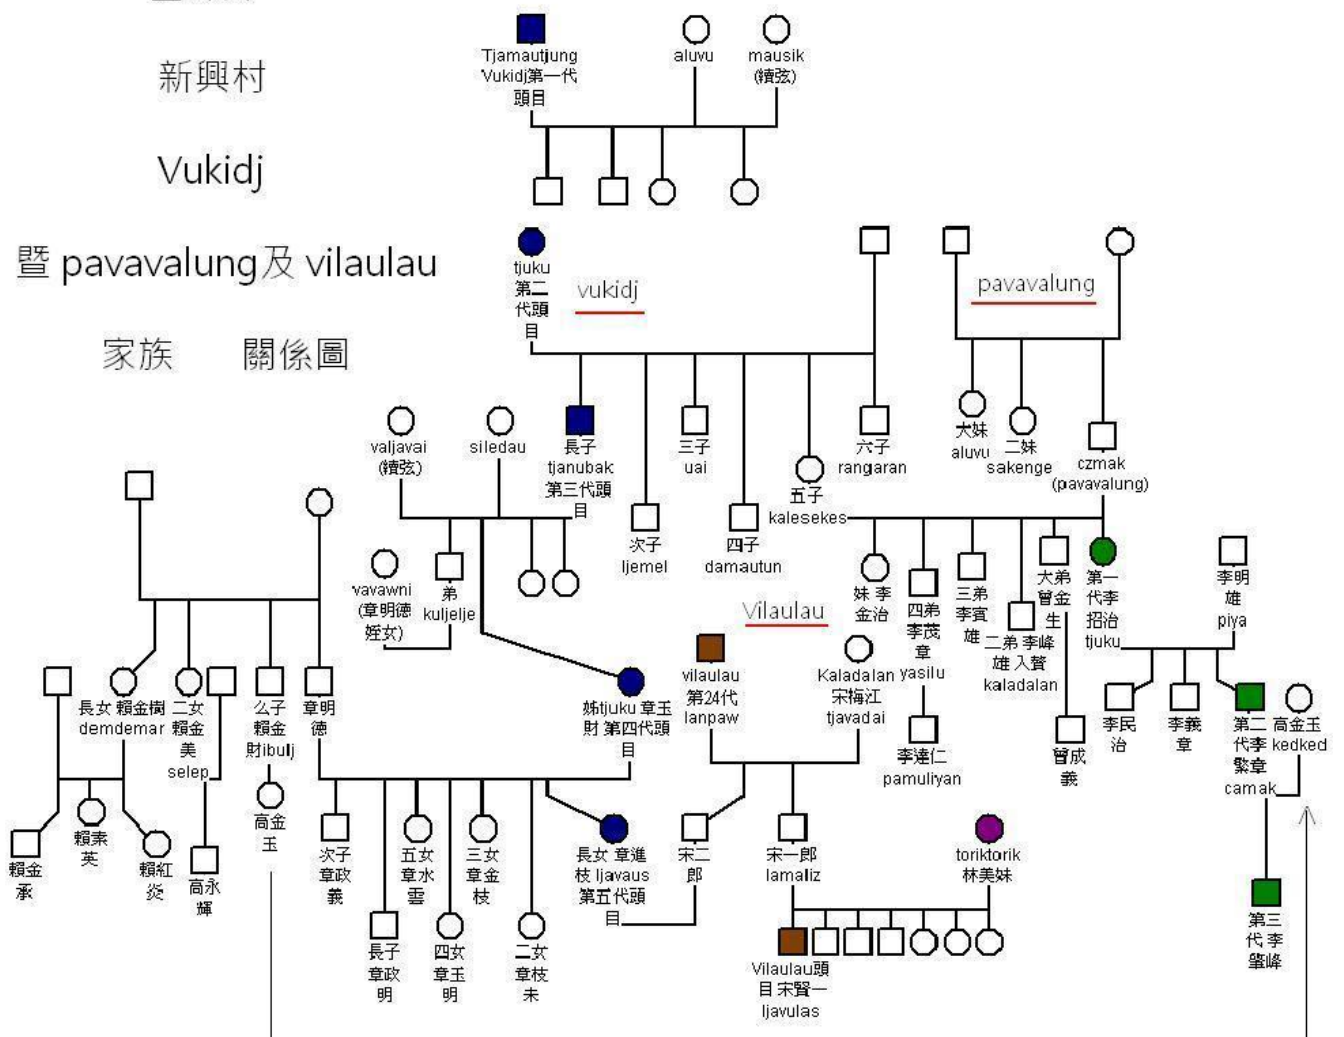 新興村
Vukidj
暨 pavavalung及 vilaulau
家族 關係圖
Tjamautjung
Vukidj第一代
頭目
aluvu
mausik
(續弦)
tjuku
第二
代頭
目
vukidj
pavavalung
valjavai
(續弦)
siledau
長子
tjanubak
第三代頭
目
次子
ljemel
三子
uai
四子
damautun
五子
kalesekes
六子
rangaran
大妹
aluvu
二妹
sakenge
czmak
(pavavalung)
vavawni
(章明德
姪女)
弟
kuljelje
妹 李
金治
四弟
李茂
章
yasilu
三弟
李賓
雄
二弟 李峰
雄 入贅
kaladalan
大弟
曾金
生
第一
代李
招治
tjuku
李明
雄
piya
Vilaulau
vilaulau
第24代
lanpaw
Kaladalan
宋梅江
tjavadai
李達仁
pamuliyan
曾成
義
李民
治
李義
章
第二
代李
繁章
camak
高金玉
kedked
長女 賴金樹
demdemar
二女
賴金
美
selep
么子
賴金
財ibulj
章明
德
姊tjuku 章玉
財 第四代頭
目
賴金
承
賴素
英
賴紅
炎
高永
輝
高金
玉
次子
章政
義
五女
章水
雲
三女
章金
枝
長女 章進
枝 ljavaus
第五代頭
目
宋二
郎
宋一郎
lamaliz
toriktorik
林美妹
長子
章政
明
四女
章玉
明
二女
章枝
未
Vilaulau頭
目 宋賢一
ljavulas
第三
代 李
肇峰